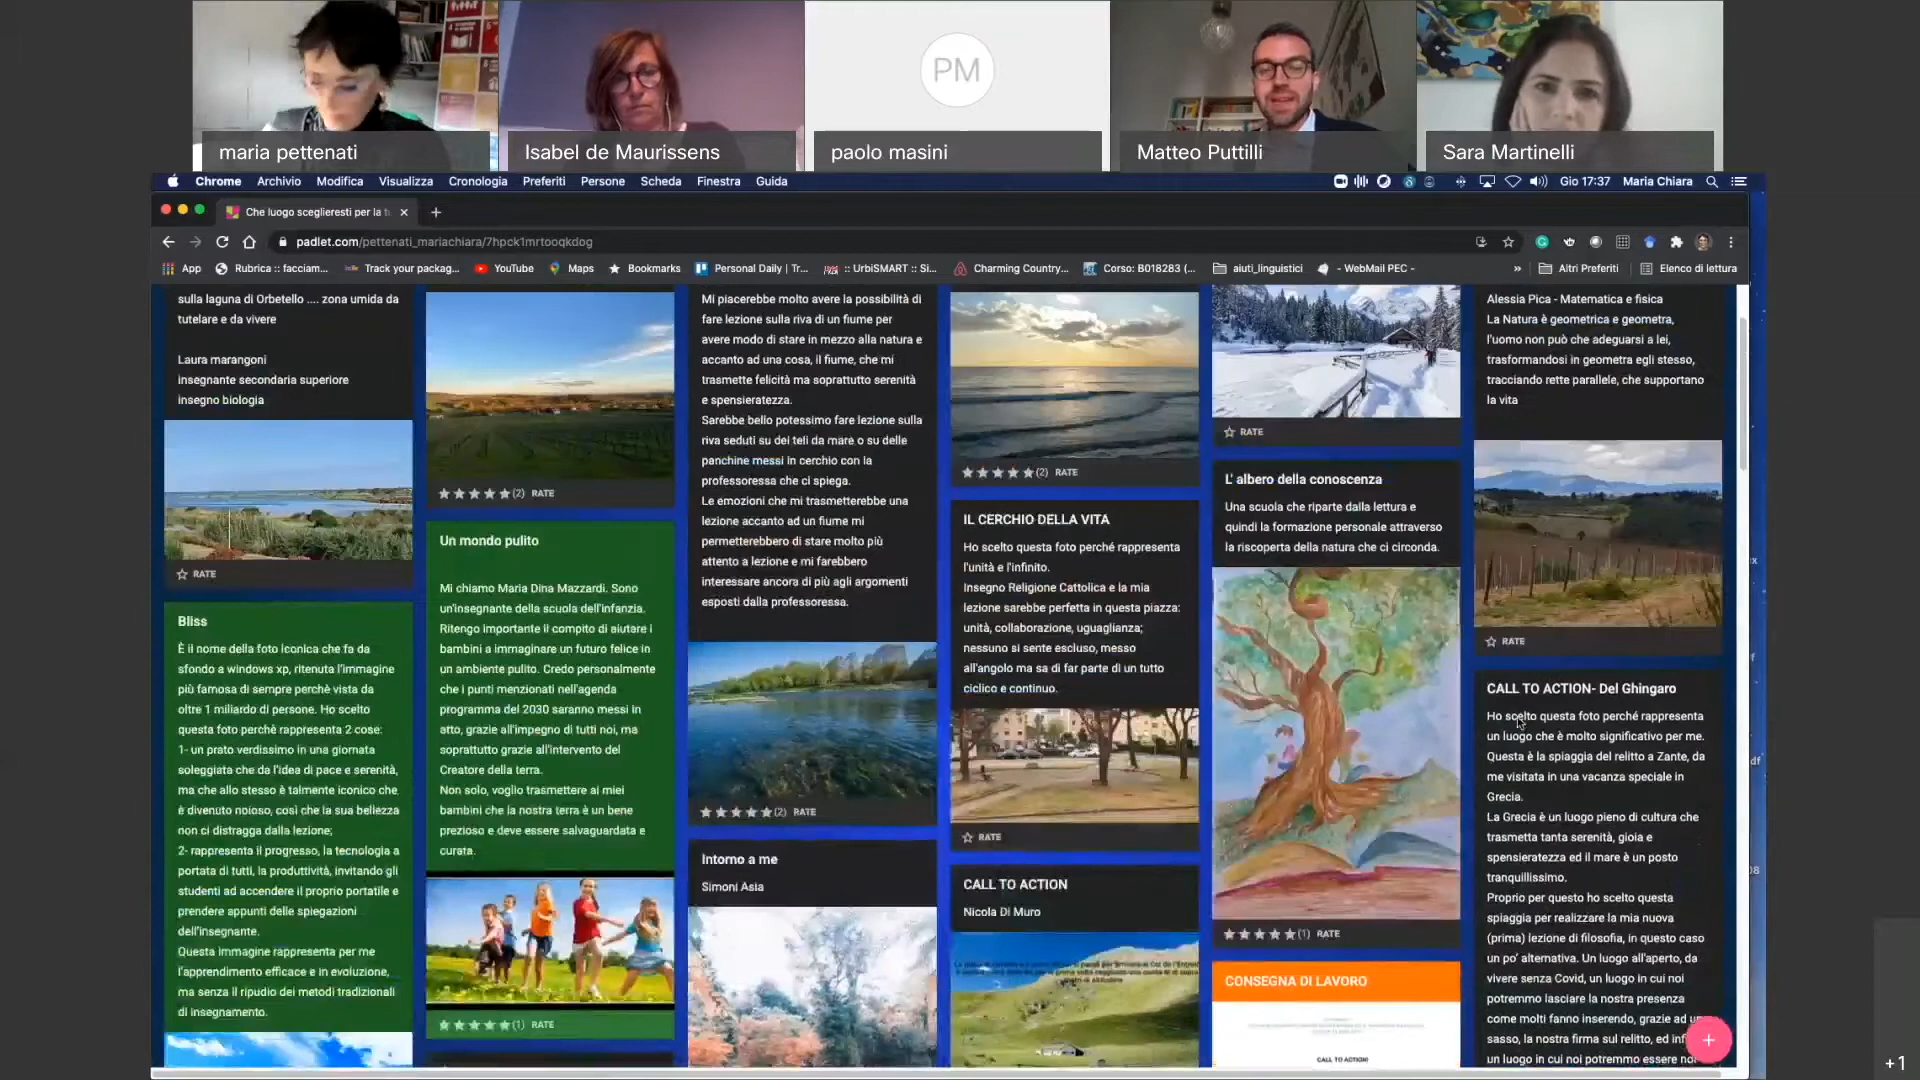 maria pettenati
Isabel de Maurissens
PM
paolo masini
Matteo Puttilli
Sara Martinelli
Chrome Archivio Modifica Visualizza Cronologia Preferiti Persone Scheda Finestra Guida
Gio 17:37 Maria Chiara
Che luogo sceglieresti per la t
padlet.com/pettenati_mariachiara/7hpck1mrtooqkdog
App Rubrica :: facciam... Track your packag... YouTube Maps Bookmarks Personal Daily | Tr... :: UrbiSMART :: Si... Charming Country... Corso: B018283 (... aiuti_linguistici - WebMail PEC - » Altri Preferiti Elenco di lettura
sulla laguna di Orbetello .... zona umida da
tutelare e da vivere
Laura marangoni
insegnante secondaria superiore
insegno biologia
RATE
Bliss
È il nome della foto iconica che fa da
sfondo a windows xp, ritenuta l'immagine
più famosa di sempre perchè vista da
oltre 1 miliardo di persone. Ho scelto
questa foto perchè rappresenta 2 cose:
1- un prato verdissimo in una giornata
soleggiata che da l'idea di pace e serenità,
ma che allo stesso è talmente iconico che
è divenuto noioso, così che la sua bellezza
non ci distragga dalla lezione;
2- rappresenta il progresso, la tecnologia a
portata di tutti, la produttività, invitando gli
studenti ad accendere il proprio portatile e
prendere appunti delle spiegazioni
dell'insegnante.
Questa immagine rappresenta per me
l'apprendimento efficace e in evoluzione,
ma senza il ripudio dei metodi tradizionali
di insegnamento.
(2) RATE
Un mondo pulito
Mi chiamo Maria Dina Mazzardi. Sono
un'insegnante della scuola dell'infanzia.
Ritengo importante il compito di aiutare i
bambini a immaginare un futuro felice in
un ambiente pulito. Credo personalmente
che i punti menzionati nell'agenda
programma del 2030 saranno messi in
atto, grazie all'impegno di tutti noi, ma
soprattutto grazie all'intervento del
Creatore della terra.
Non solo, voglio trasmettere ai miei
bambini che la nostra terra è un bene
prezioso e deve essere salvaguardata e
curata.
(1) RATE
Mi piacerebbe molto avere la possibilità di
fare lezione sulla riva di un fiume per
avere modo di stare in mezzo alla natura e
accanto ad una cosa, il fiume, che mi
trasmette felicità ma soprattutto serenità
e spensieratezza.
Sarebbe bello potessimo fare lezione sulla
riva seduti su dei teli da mare o su delle
panchine messi in cerchio con la
professoressa che ci spiega.
Le emozioni che mi trasmetterebbe una
lezione accanto ad un fiume mi
permetterebbero di stare molto più
attento a lezione e mi farebbero
interessare ancora di più agli argomenti
esposti dalla professoressa.
(2) RATE
Intorno a me
Simoni Asia
(2) RATE
IL CERCHIO DELLA VITA
Ho scelto questa foto perché rappresenta
l'unità e l'infinito.
Insegno Religione Cattolica e la mia
lezione sarebbe perfetta in questa piazza:
unità, collaborazione, uguaglianza;
nessuno si sente escluso, messo
all'angolo ma sa di far parte di un tutto
ciclico e continuo.
RATE
CALL TO ACTION
Nicola Di Muro
RATE
L' albero della conoscenza
Una scuola che riparte dalla lettura e
quindi la formazione personale attraverso
la riscoperta della natura che ci circonda.
(1) RATE
CONSEGNA DI LAVORO
CALL TO ACTION!
Alessia Pica - Matematica e fisica
La Natura è geometrica e geometra,
l'uomo non può che adeguarsi a lei,
trasformandosi in geometra egli stesso,
tracciando rette parallele, che supportano
la vita
RATE
CALL TO ACTION- Del Ghingaro
Ho scelto questa foto perché rappresenta
un luogo che è molto significativo per me.
Questa è la spiaggia del relitto a Zante, da
me visitata in una vacanza speciale in
Grecia.
La Grecia è un luogo pieno di cultura che
trasmetta tanta serenità, gioia e
spensieratezza ed il mare è un posto
tranquillissimo.
Proprio per questo ho scelto questa
spiaggia per realizzare la mia nuova
(prima) lezione di filosofia, in questo caso
un po' alternativa. Un luogo all'aperto, da
vivere senza Covid, un luogo in cui noi
potremmo lasciare la nostra presenza
come molti fanno inserendo, grazie ad un
sasso, la nostra firma sul relitto, ed
un luogo in cui noi potremmo essere
+
+1